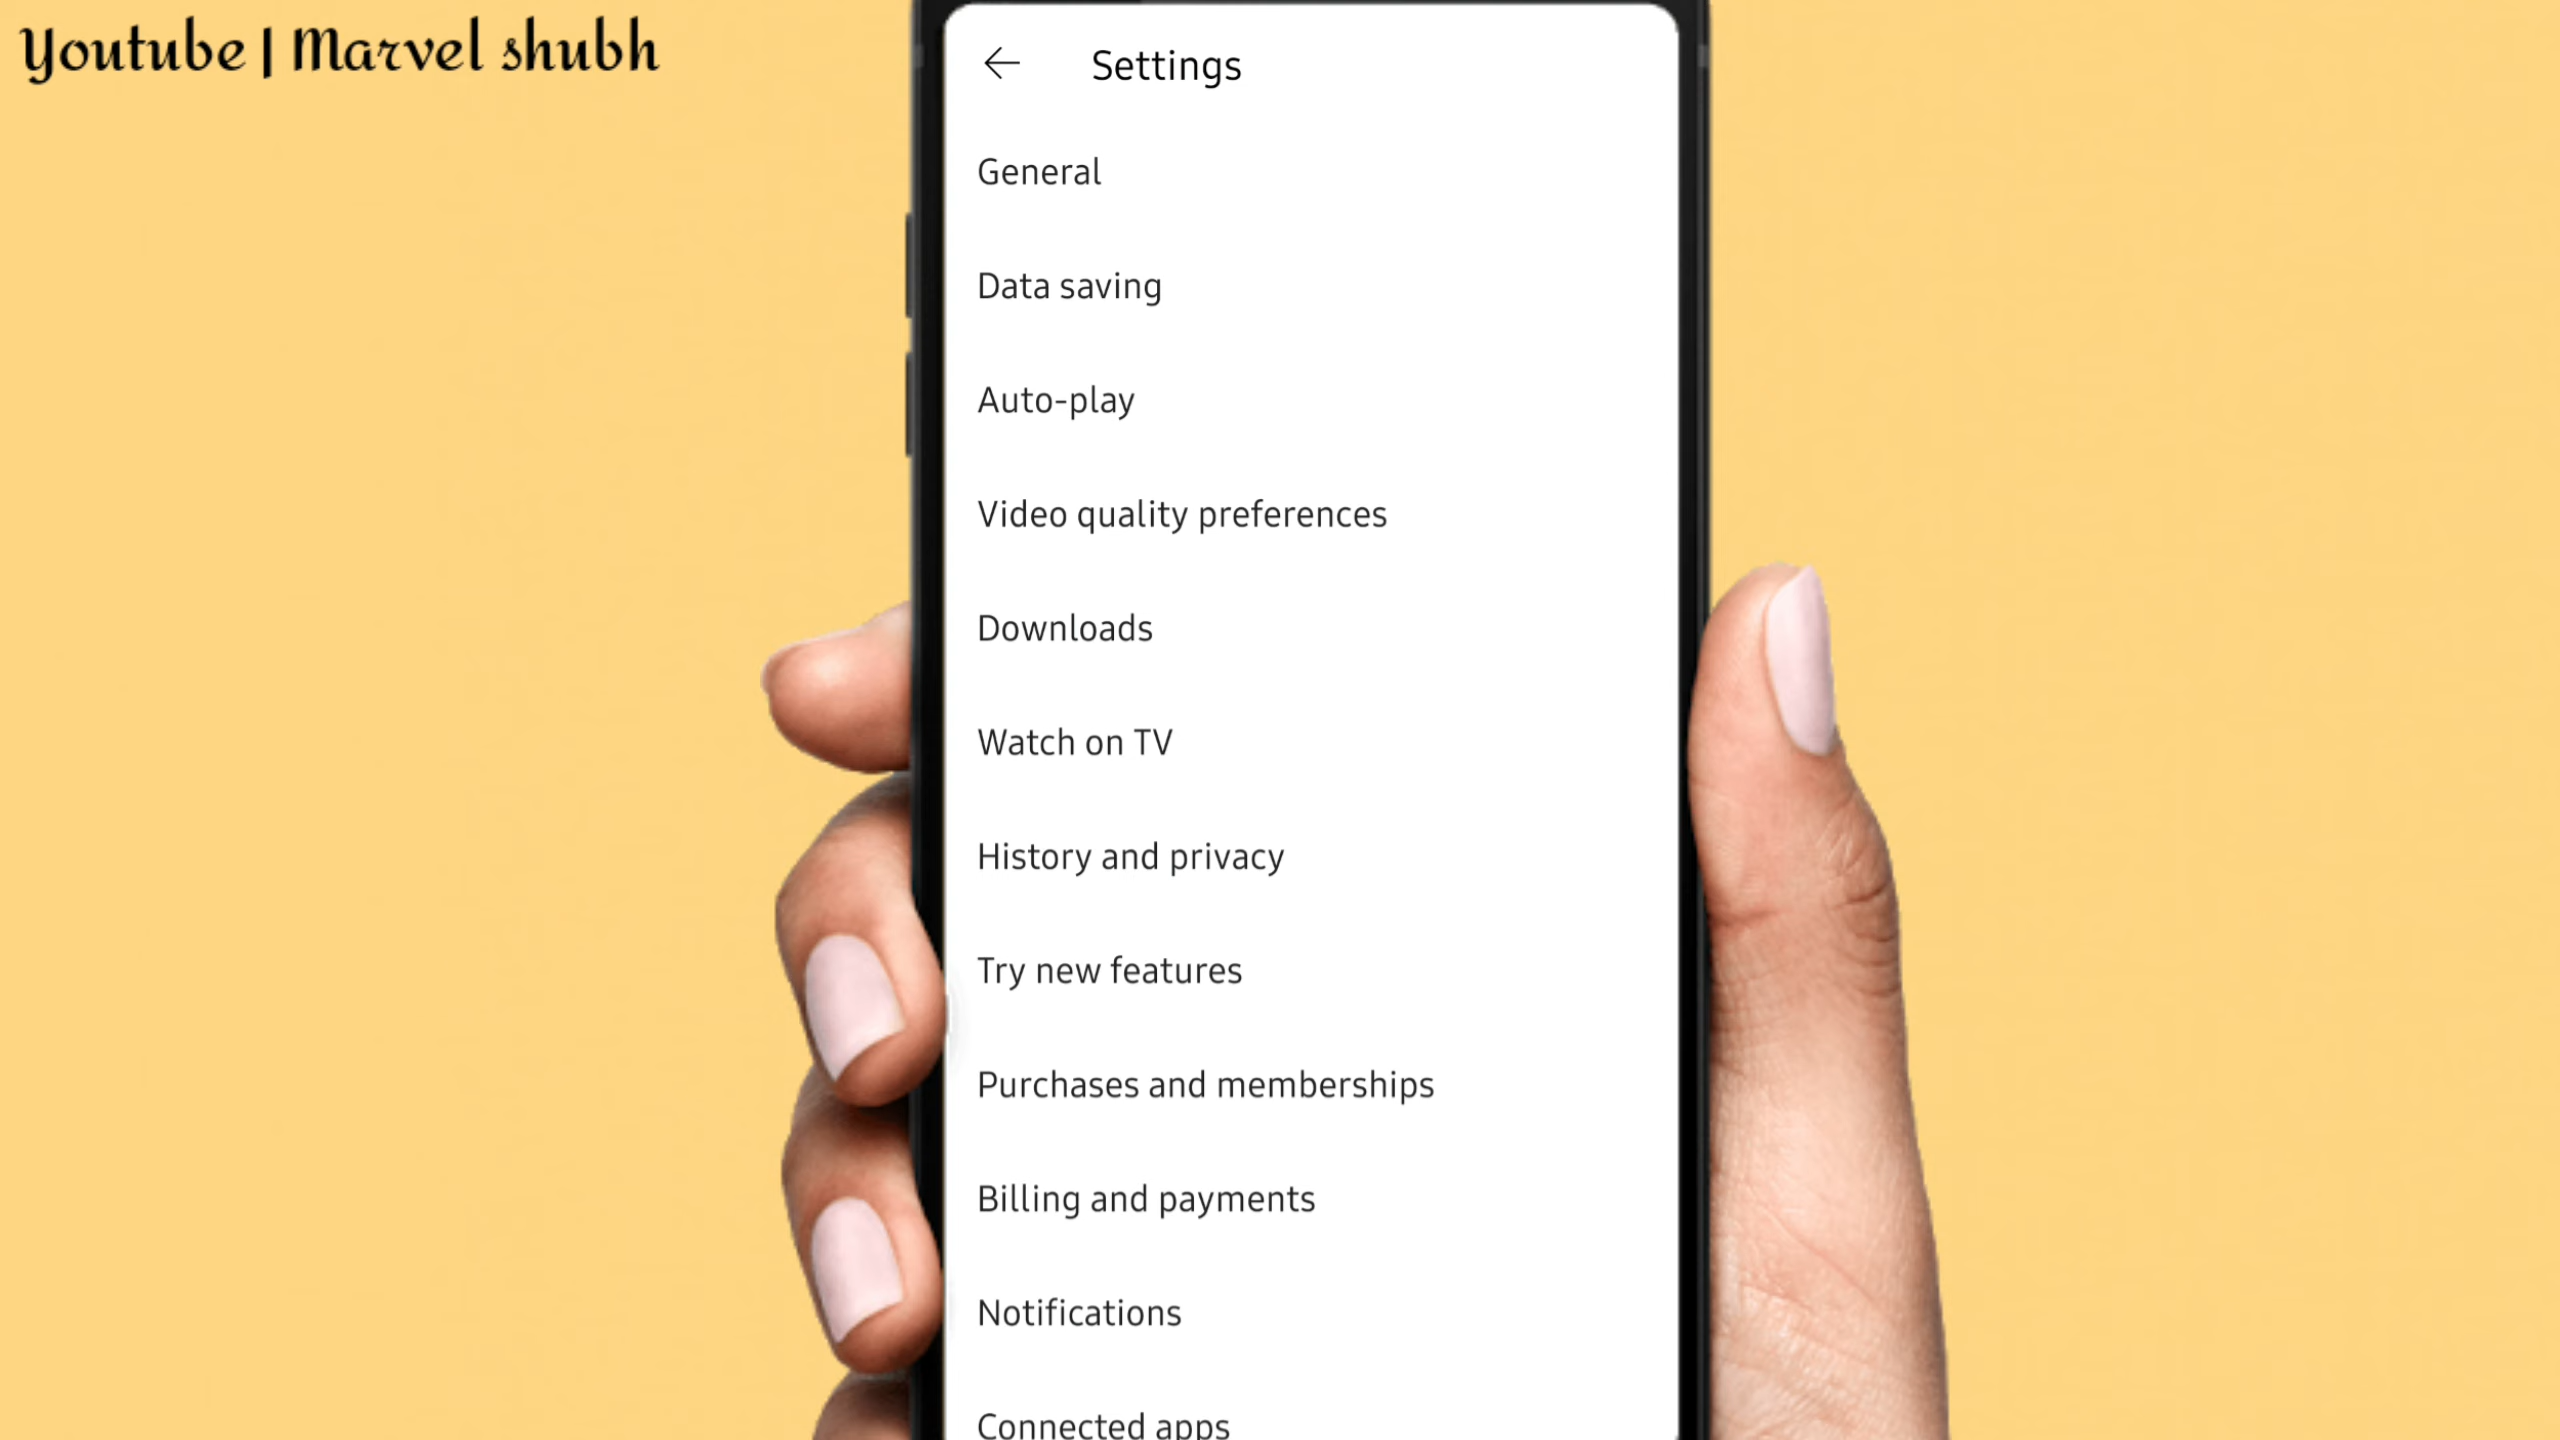 Youtube | Marvel shubh
Settings
General
Data saving
Auto-play
Video quality preferences
Downloads
Watch on TV
History and privacy
Try new features
Purchases and memberships
Billing and payments
Notifications
Connected apps